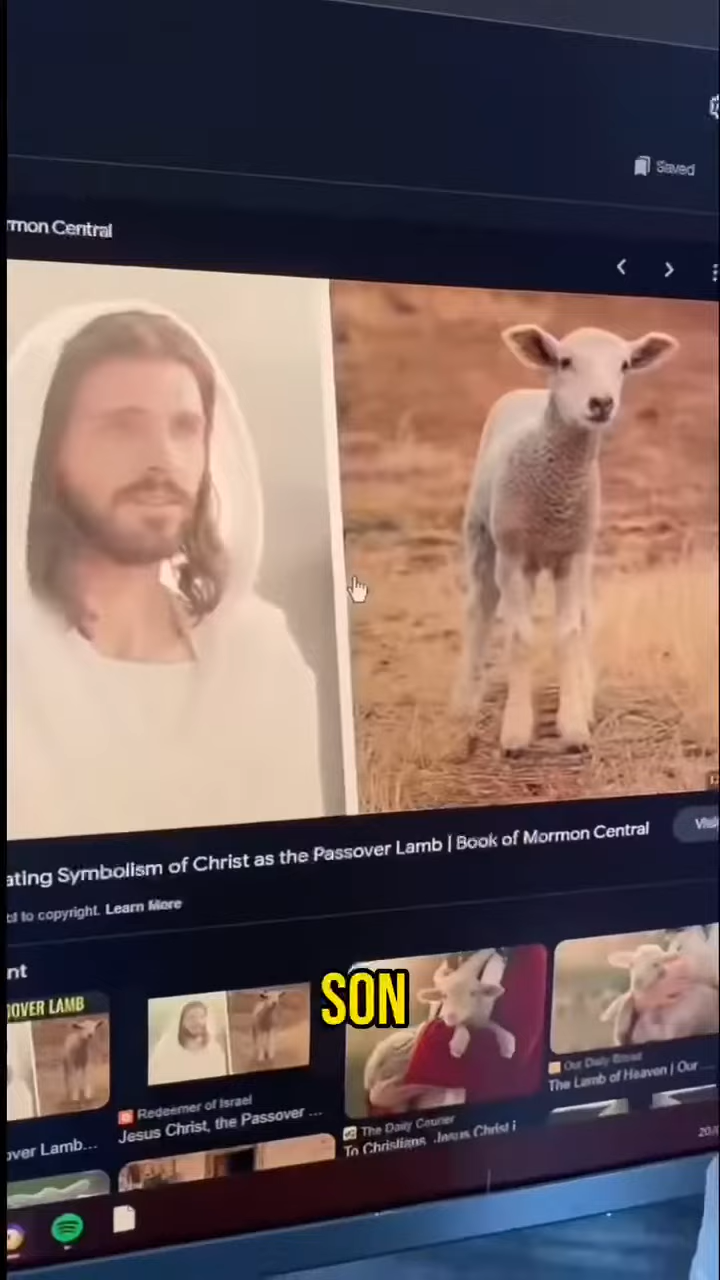 Saved
rmon Central
ating Symbolism of Christ as the Passover Lamb | Book of Mormon Central
ct to copyright. Learn More
nt
SON
OVER LAMB
Redeemer of Israel
Jesus Christ, the Passover ...
The Daily Courier
To Christians, Jesus Christ i
Our Daily Bread
The Lamb of Heaven | Our ...
over Lamb...